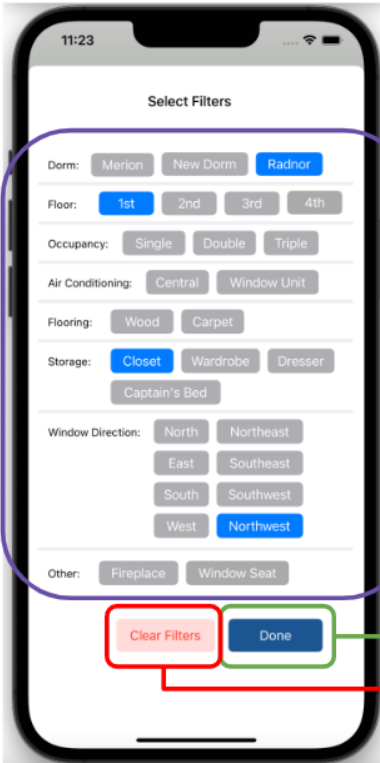 11:23
Select Filters
Dorm: Merion New Dorm Radnor
Floor: 1st 2nd 3rd 4th
Occupancy: Single Double Triple
Air Conditioning: Central Window Unit
Flooring: Wood Carpet
Storage: Closet Wardrobe Dresser
Captain's Bed
Window Direction: North Northeast
East Southeast
South Southwest
West Northwest
Other: Fireplace Window Seat
Clear Filters Done